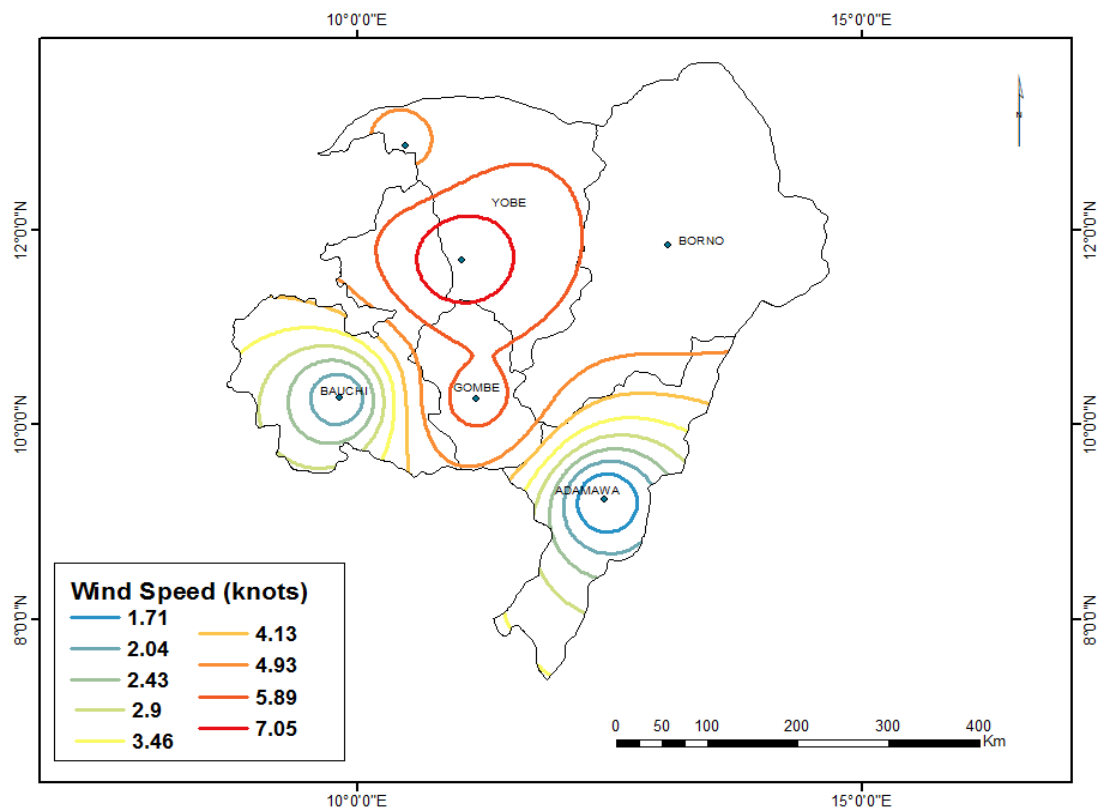 10°0'0"E 15°0'0"E
N
12°0'0"N 12°0'0"N
YOBE
BORNO
10°0'0"N 10°0'0"N
BAUCHI
GOMBE
ADAMAWA
8°0'0"N 8°0'0"N
Wind Speed (knots)
1.71
2.04
2.43
2.9
3.46
4.13
4.93
5.89
7.05
0 50 100 200 300 400
Km
10°0'0"E 15°0'0"E